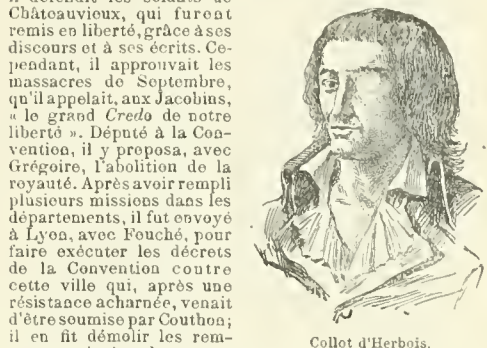 il défendit les soldats de
Châteauvieux, qui furent
remis en liberté, grâce à ses
discours et à ses écrits. Ce-
pendant, il approuvait les
massacres de Septembre,
qu'il appelait, aux Jacobins,
« le grand Credo de notre
liberté ». Député à la Con-
vention, il y proposa, avec
Grégoire, l'abolition de la
royauté. Après avoir rempli
plusieurs missions dans les
départements, il fut envoyé
à Lyon, avec Fouché, pour
faire exécuter les décrets
de la Convention contre
cette ville qui, après une
résistance acharnée, venait
d'être soumise par Couthon;
il en fit démolir les rem-
Collot d'Herbois.